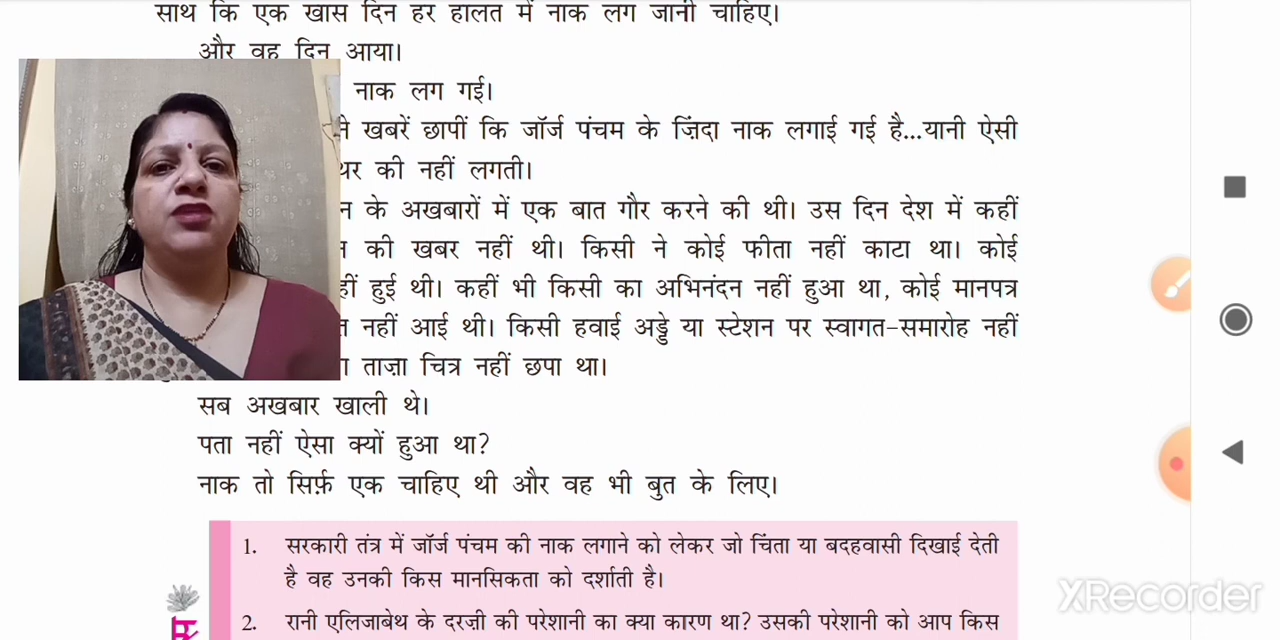 साथ कि एक खास दिन हर हालत में नाक लग जानी चाहिए।
और वह दिन आया।
नाक लग गई।
ने खबरें छापीं कि जॉर्ज पंचम के ज़िंदा नाक लगाई गई है...यानी ऐसी
थर की नहीं लगती।
न के अखबारों में एक बात गौर करने की थी। उस दिन देश में कहीं
न की खबर नहीं थी। किसी ने कोई फीता नहीं काटा था। कोई
हीं हुई थी। कहीं भी किसी का अभिनंदन नहीं हुआ था, कोई मानपत्र
त नहीं आई थी। किसी हवाई अड्डे या स्टेशन पर स्वागत-समारोह नहीं
ताज़ा चित्र नहीं छपा था।
सब अखबार खाली थे।
पता नहीं ऐसा क्यों हुआ था?
नाक तो सिर्फ़ एक चाहिए थी और वह भी बुत के लिए।
1. सरकारी तंत्र में जॉर्ज पंचम की नाक लगाने को लेकर जो चिंता या बदहवासी दिखाई देती
है वह उनकी किस मानसिकता को दर्शाती है।
2. रानी एलिजाबेथ के दरज़ी की परेशानी का क्या कारण था? उसकी परेशानी को आप किस
XRecorder